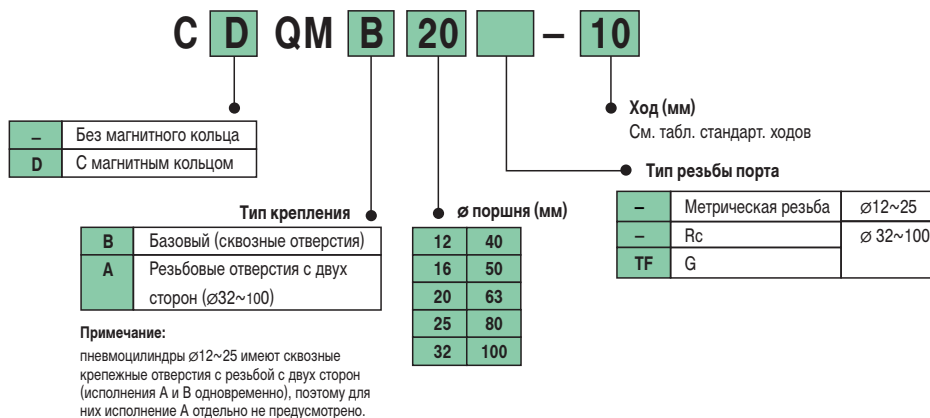 C D QM B 20 – 10
Ход (мм)
См. табл. стандарт. ходов
– Без магнитного кольца
D С магнитным кольцом
Тип резьбы порта
– Метрическая резьба ⌀12~25
– Rc ⌀ 32~100
TF G
Тип крепления
B Базовый (сквозные отверстия)
A Резьбовые отверстия с двух
сторон (⌀32~100)
⌀ поршня (мм)
12 40
16 50
20 63
25 80
32 100
Примечание:
пневмоцилиндры ⌀12~25 имеют сквозные
крепежные отверстия с резьбой с двух сторон
(исполнения А и В одновременно), поэтому для
них исполнение А отдельно не предусмотрено.